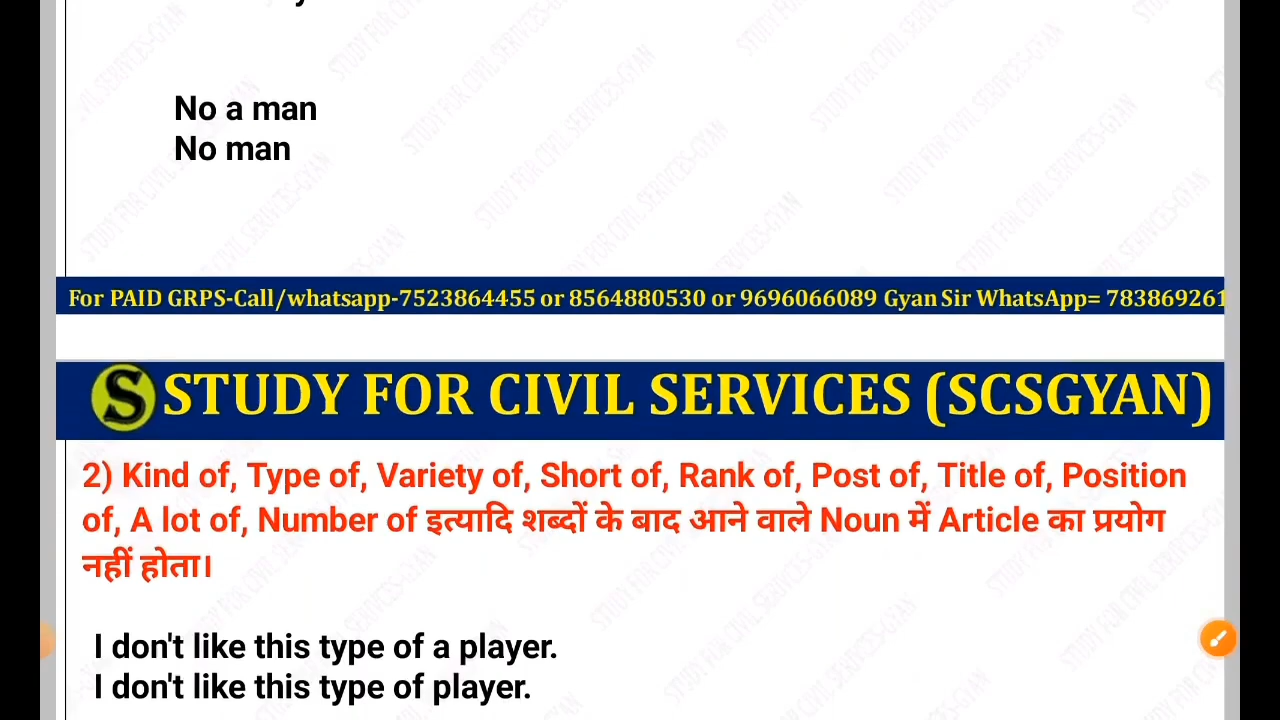 No a man
No man
For PAID GRPS-Call/whatsapp-7523864455 or 8564880530 or 9696066089 Gyan Sir WhatsApp= 783869261
STUDY FOR CIVIL SERVICES (SCSGYAN)
2) Kind of, Type of, Variety of, Short of, Rank of, Post of, Title of, Position
of, A lot of, Number of इत्यादि शब्दों के बाद आने वाले Noun में Article का प्रयोग
नहीं होता।
I don't like this type of a player.
I don't like this type of player.